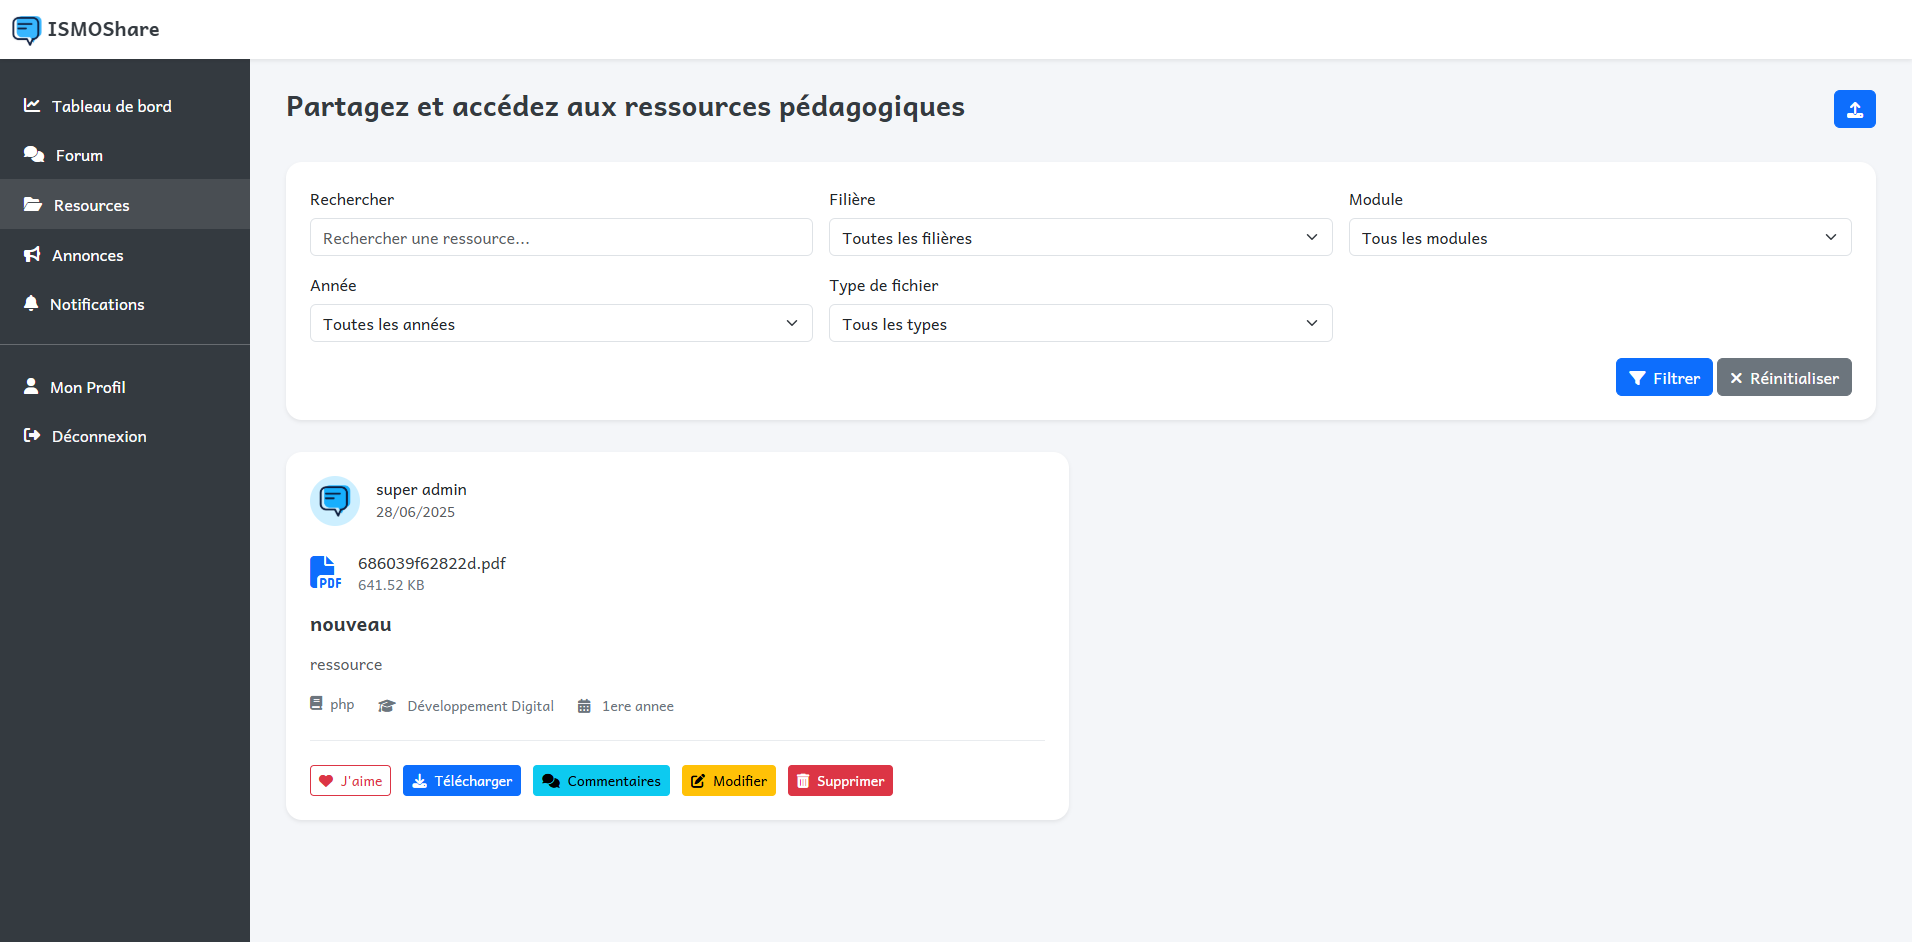 ISMOShare
Tableau de bord
Forum
Resources
Annonces
Notifications
Mon Profil
Déconnexion
Partagez et accédez aux ressources pédagogiques
Rechercher
Filière
Module
Rechercher une ressource...
Toutes les filières
Tous les modules
Année
Type de fichier
Toutes les années
Tous les types
Filtrer
Réinitialiser
super admin
28/06/2025
PDF
686039f62822d.pdf
641.52 KB
nouveau
ressource
php Développement Digital 1ere annee
J'aime Télécharger Commentaires Modifier Supprimer